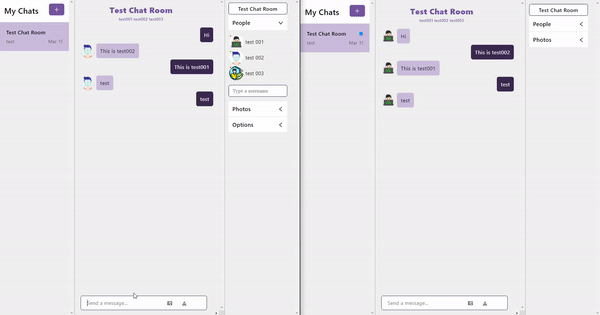 My Chats
+
Test Chat Room
test
Mar 11
Test Chat Room
test001 test002 test003
Hi
This is test002
This is test001
test
test
Send a message...
Test Chat Room
People
test 001
test 002
test 003
Type a username
Photos
Options
My Chats
+
Test Chat Room
test
Mar 11
Test Chat Room
test001 test002 test003
Hi
This is test002
This is test001
test
test
Send a message...
Test Chat Room
People
Photos